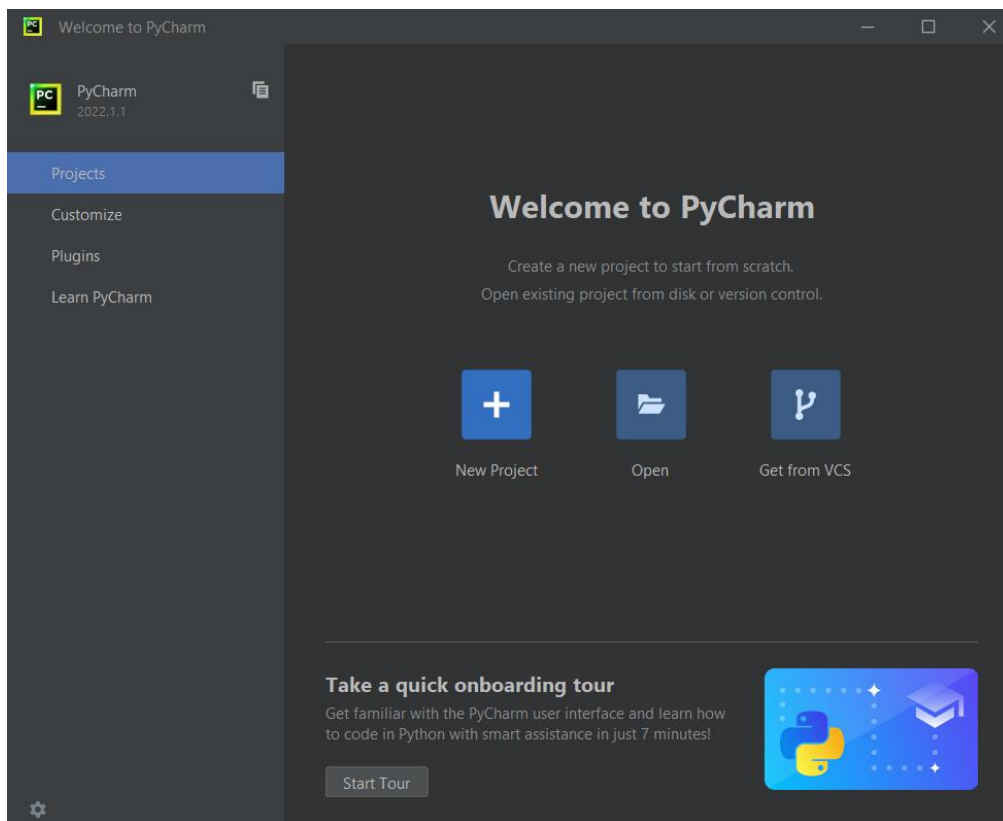 Welcome to PyCharm
PC
PyCharm
2022.1.1
Projects
Customize
Plugins
Learn PyCharm
Welcome to PyCharm
Create a new project to start from scratch.
Open existing project from disk or version control.
New Project
Open
Get from VCS
Take a quick onboarding tour
Get familiar with the PyCharm user interface and learn how
to code in Python with smart assistance in just 7 minutes!
Start Tour